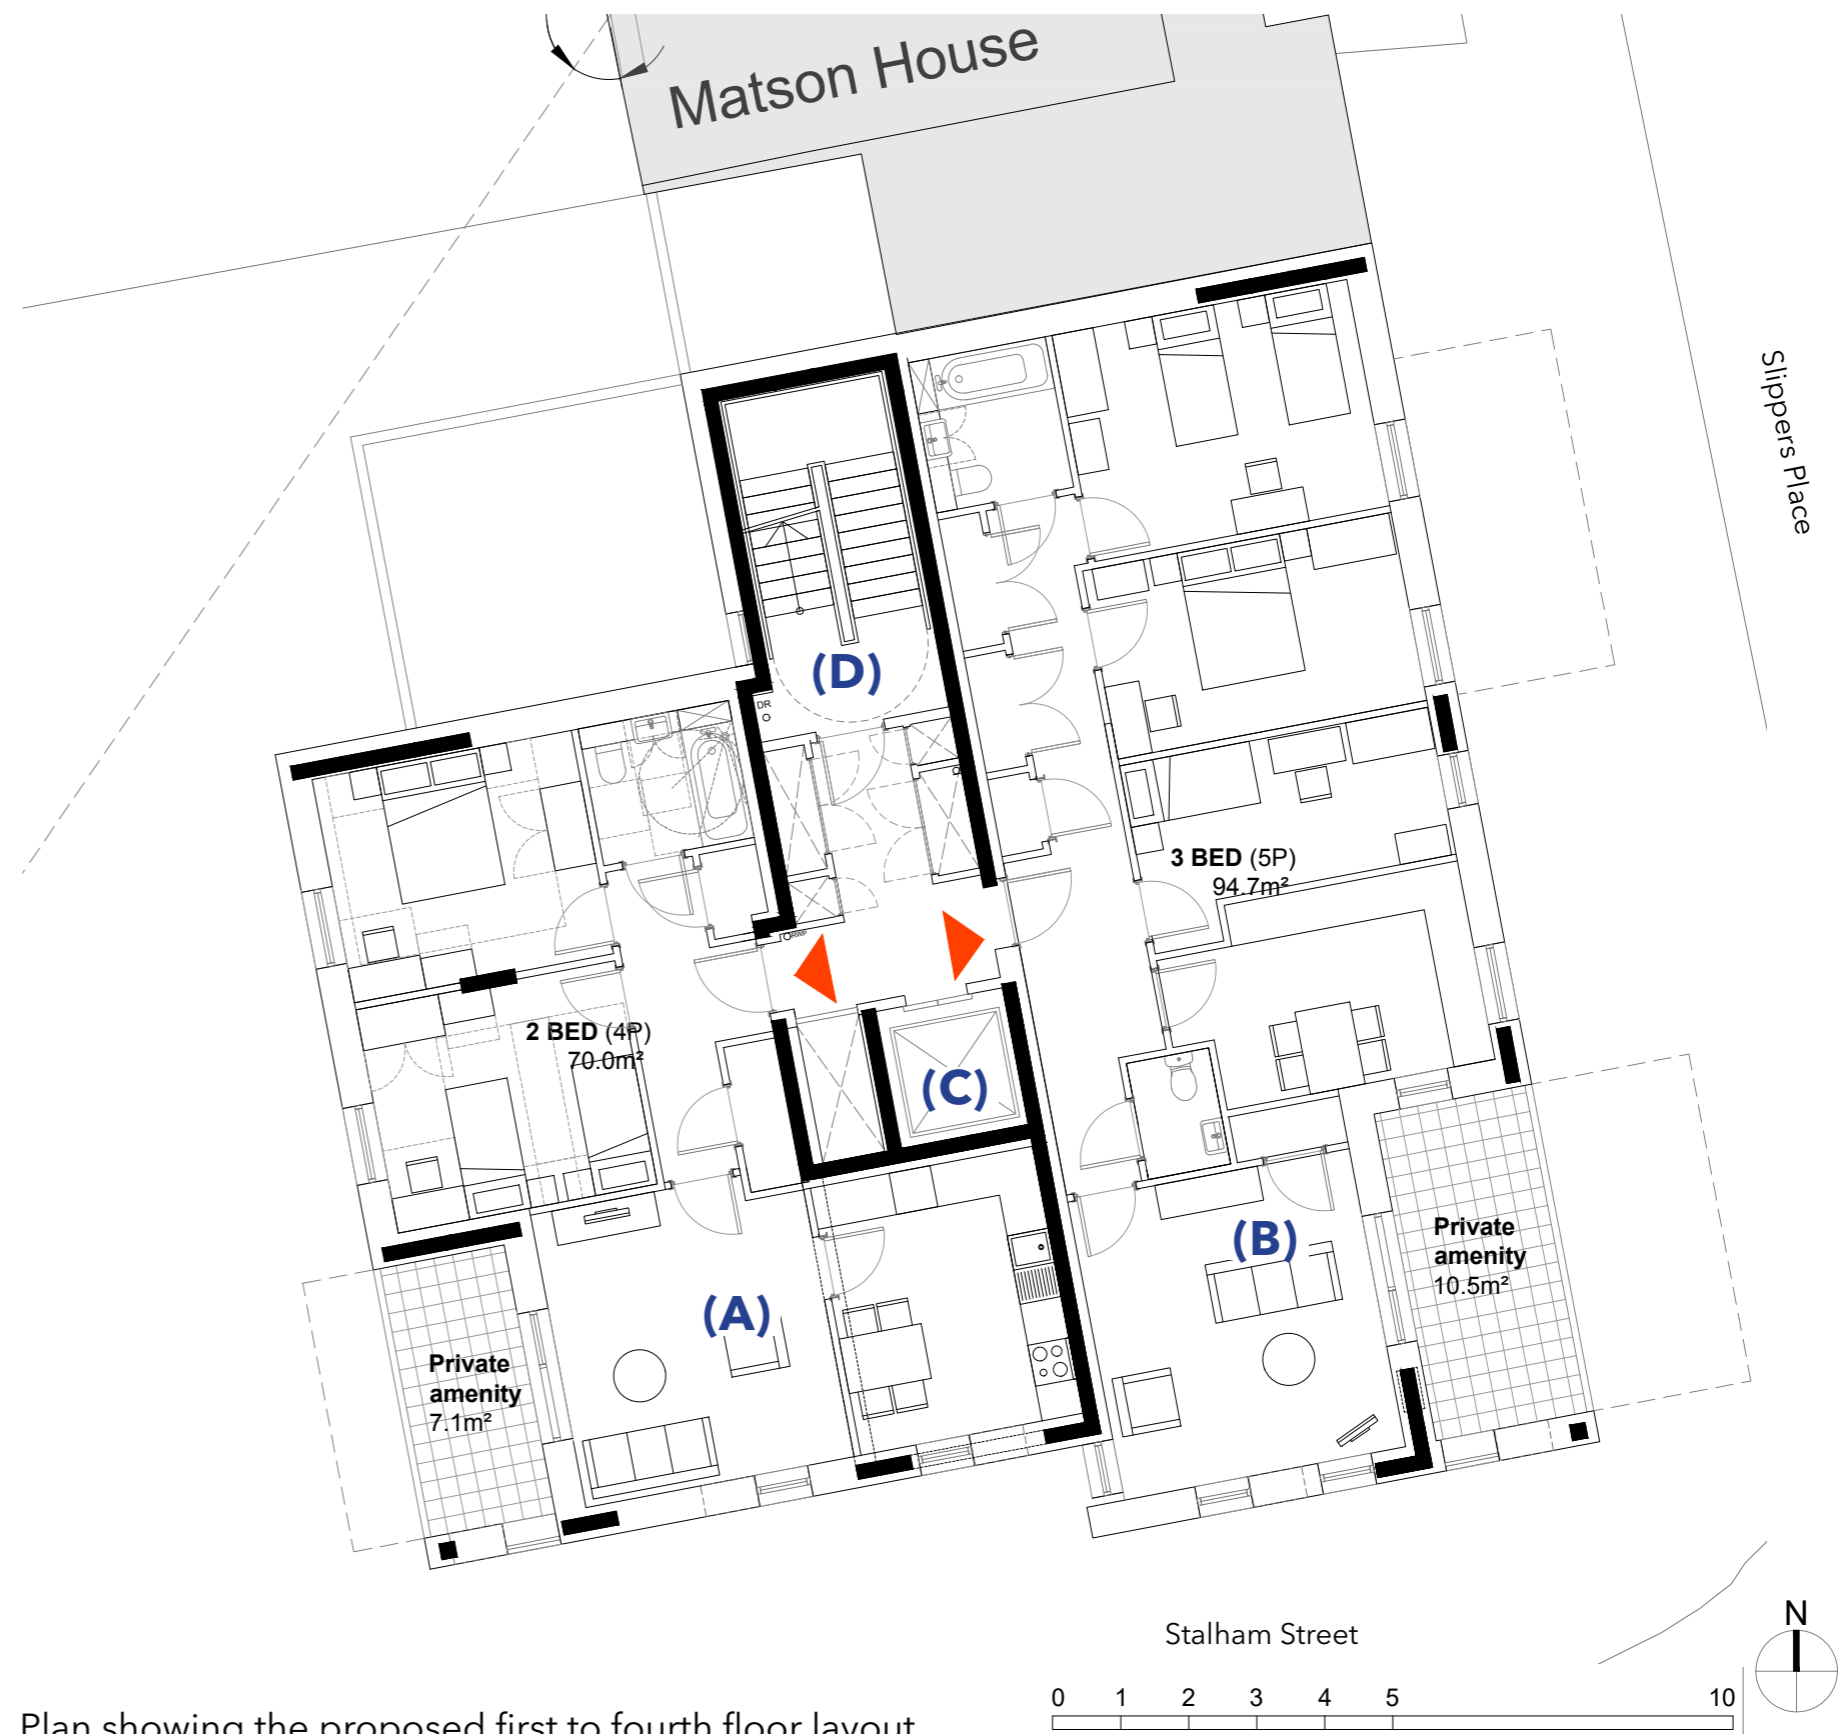 Matson House
Slippers Place
(D)
DR
3 BED (5P)
94.7m²
RWP
2 BED (4P)
70.0m²
(C)
Private
amenity
10.5m²
(B)
(A)
Private
amenity
7.1m²
Stalham Street
N
0 1 2 3 4 5 10
Plan showing the proposed first to fourth floor layout